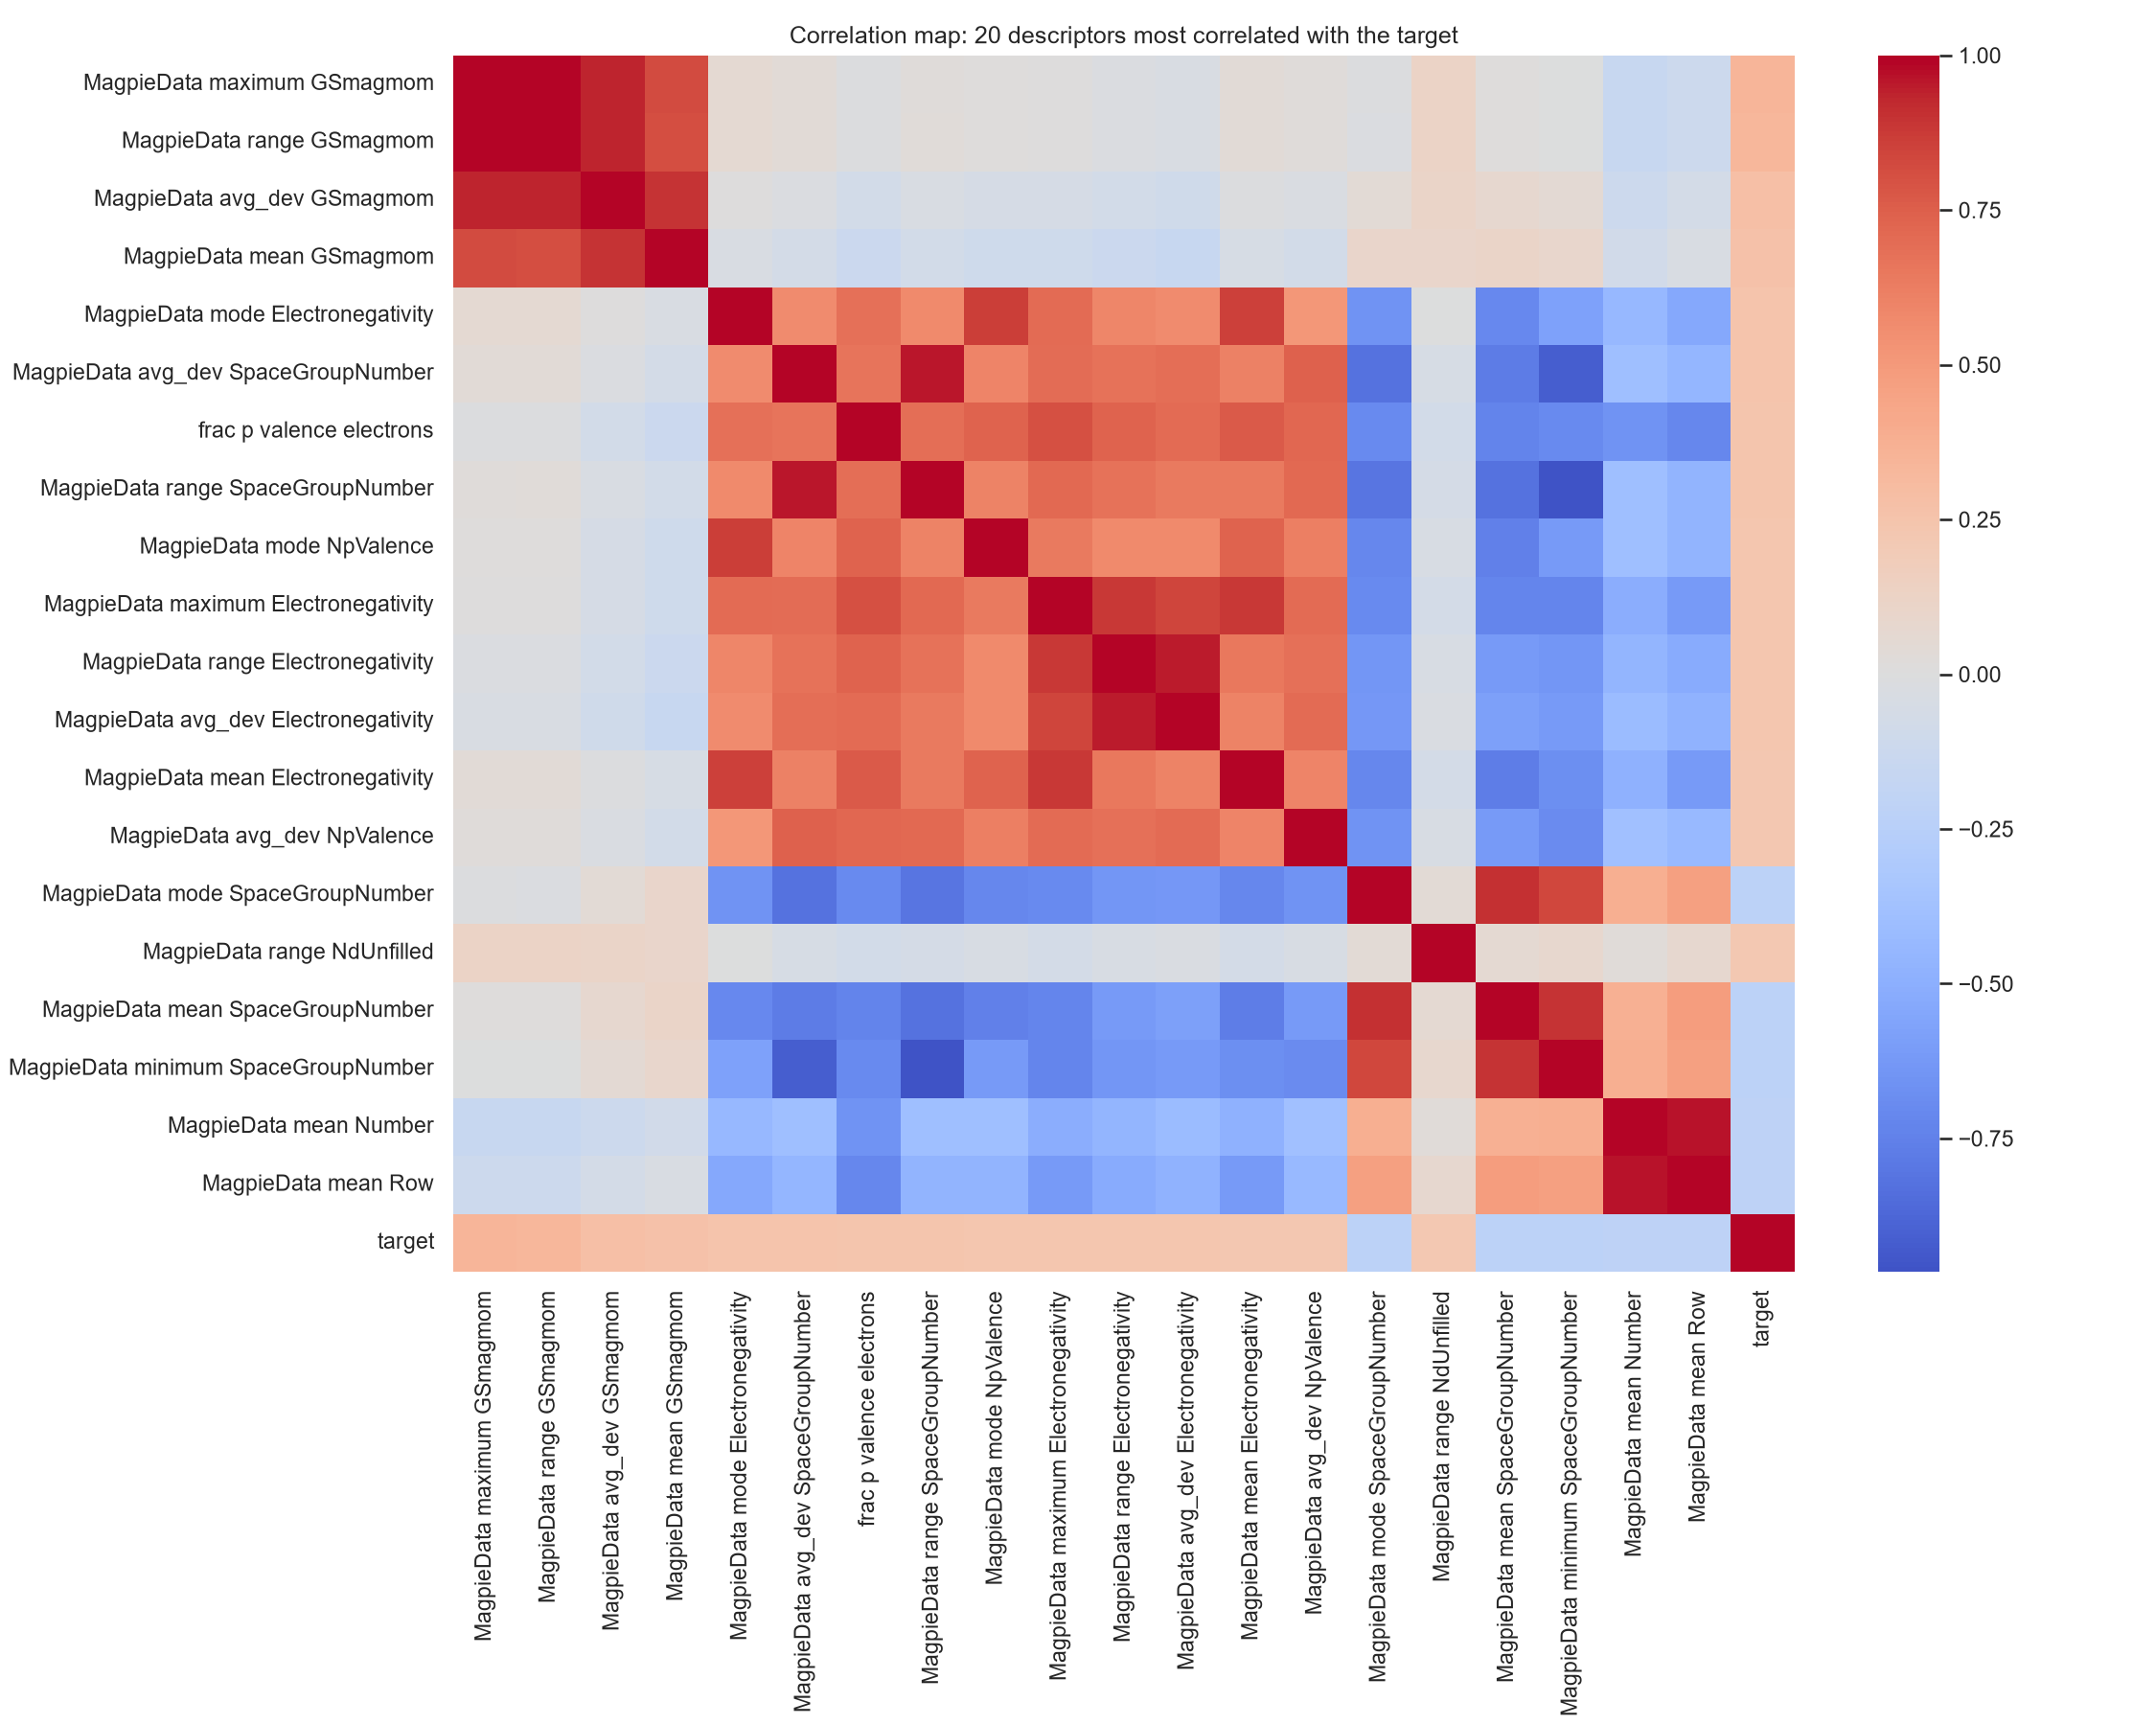 Correlation map: 20 descriptors most correlated with the target
MagpieData maximum GSmagmom
MagpieData range GSmagmom
MagpieData avg_dev GSmagmom
MagpieData mean GSmagmom
MagpieData mode Electronegativity
MagpieData avg_dev SpaceGroupNumber
frac p valence electrons
MagpieData range SpaceGroupNumber
MagpieData mode NpValence
MagpieData maximum Electronegativity
MagpieData range Electronegativity
MagpieData avg_dev Electronegativity
MagpieData mean Electronegativity
MagpieData avg_dev NpValence
MagpieData mode SpaceGroupNumber
MagpieData range NdUnfilled
MagpieData mean SpaceGroupNumber
MagpieData minimum SpaceGroupNumber
MagpieData mean Number
MagpieData mean Row
target
MagpieData maximum GSmagmom
MagpieData range GSmagmom
MagpieData avg_dev GSmagmom
MagpieData mean GSmagmom
MagpieData mode Electronegativity
MagpieData avg_dev SpaceGroupNumber
frac p valence electrons
MagpieData range SpaceGroupNumber
MagpieData mode NpValence
MagpieData maximum Electronegativity
MagpieData range Electronegativity
MagpieData avg_dev Electronegativity
MagpieData mean Electronegativity
MagpieData avg_dev NpValence
MagpieData mode SpaceGroupNumber
MagpieData range NdUnfilled
MagpieData mean SpaceGroupNumber
MagpieData minimum SpaceGroupNumber
MagpieData mean Number
MagpieData mean Row
target
1.00
0.75
0.50
0.25
0.00
−0.25
−0.50
−0.75